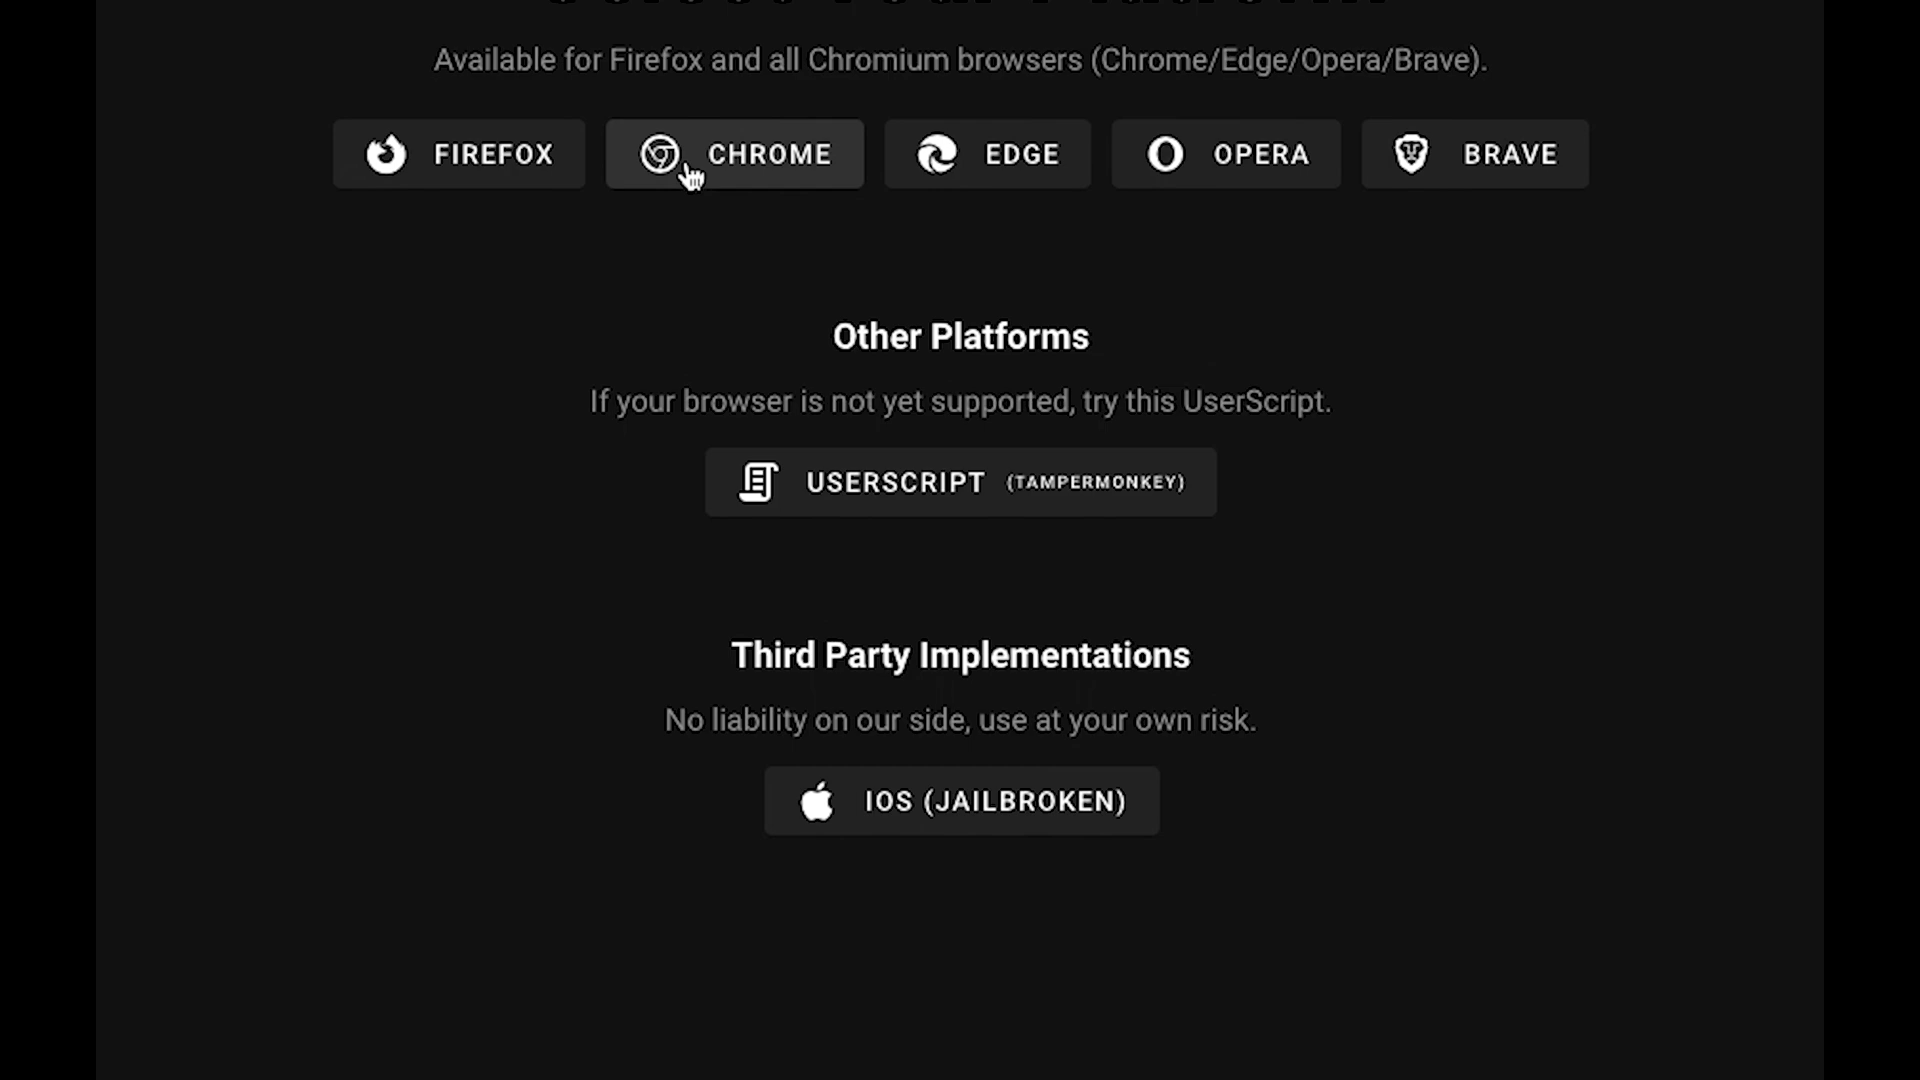 Available for Firefox and all Chromium browsers (Chrome/Edge/Opera/Brave).
FIREFOX CHROME EDGE OPERA BRAVE
Other Platforms
If your browser is not yet supported, try this UserScript.
USERSCRIPT (TAMPERMONKEY)
Third Party Implementations
No liability on our side, use at your own risk.
IOS (JAILBROKEN)